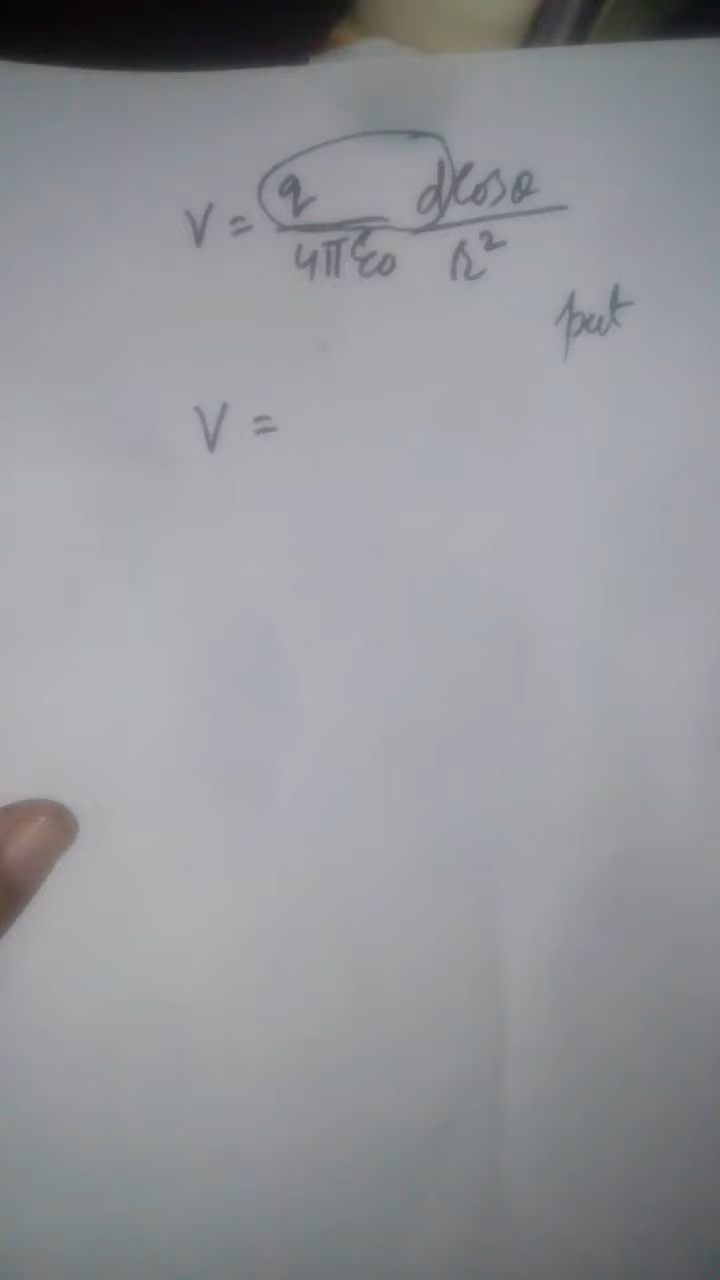 V = q/4πε₀ dcosθ/r²
put
V =